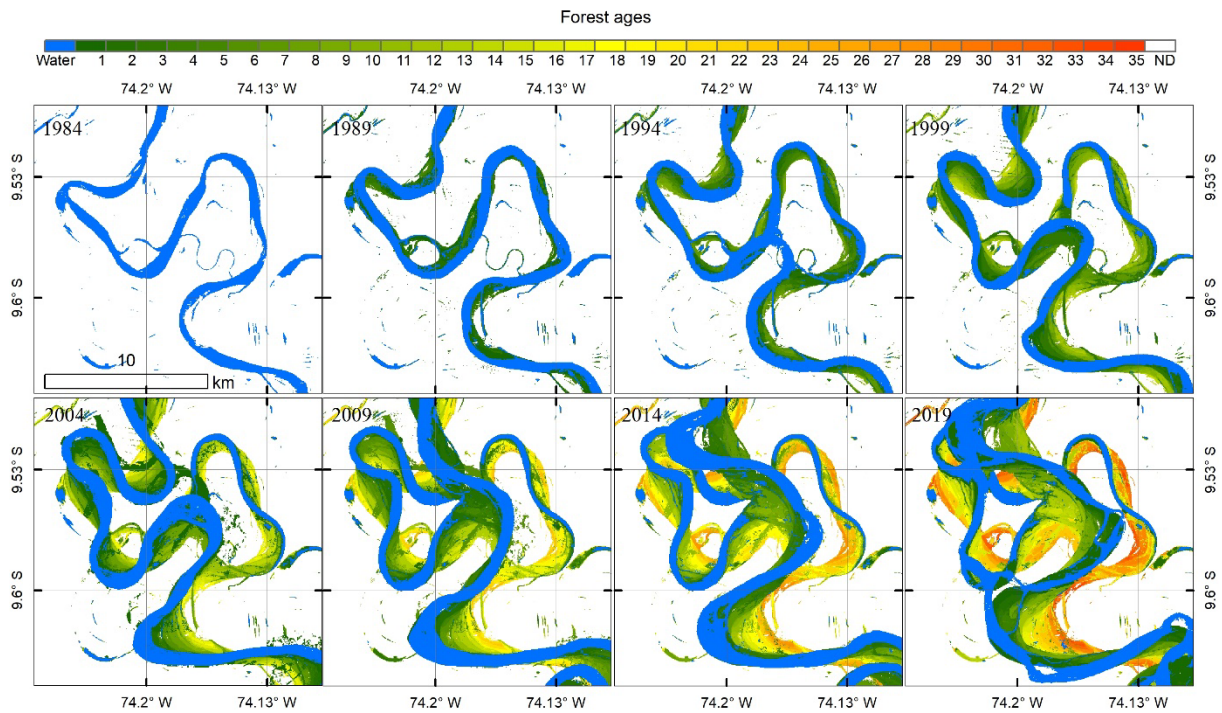 Forest ages
Water 1 2 3 4 5 6 7 8 9 10 11 12 13 14 15 16 17 18 19 20 21 22 23 24 25 26 27 28 29 30 31 32 33 34 35 ND
74.2° W 74.13° W 74.2° W 74.13° W 74.2° W 74.13° W 74.2° W 74.13° W
1984 1989 1994 1999
9.53° S 9.53° S
9.6° S 9.6° S
10
km
2004 2009 2014 2019
9.53° S 9.53° S
9.6° S 9.6° S
74.2° W 74.13° W 74.2° W 74.13° W 74.2° W 74.13° W 74.2° W 74.13° W